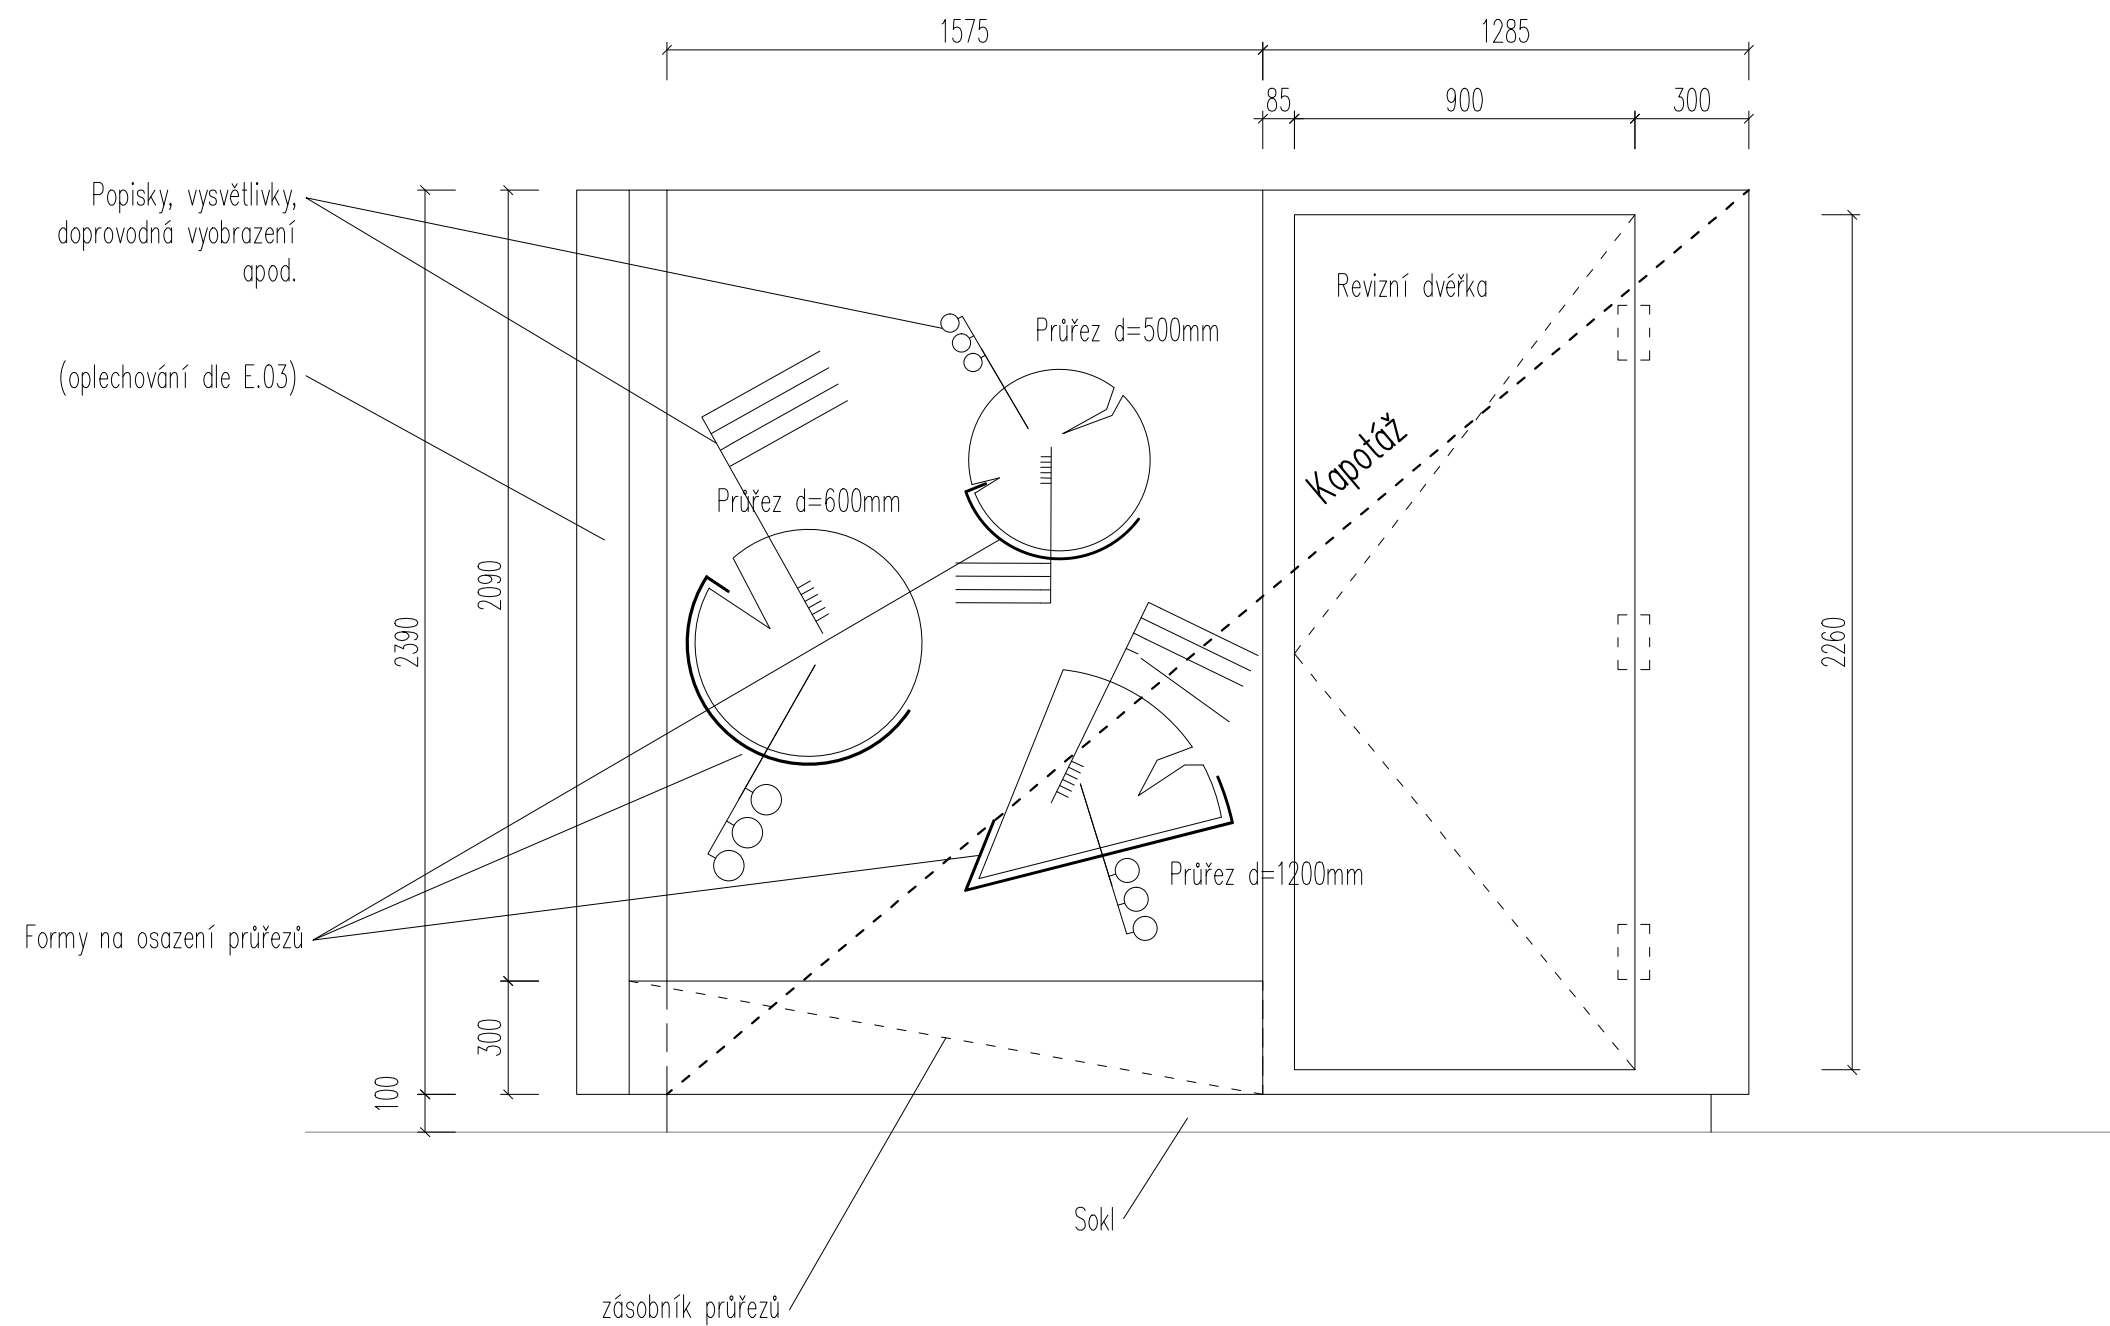 1575
1285
85
900
300
Popisky, vysvětlivky,
doprovodná vyobrazení
apod.
Revizní dvéřka
Průřez d=500mm
(oplechování dle E.03)
Kapotáž
Průřez d=600mm
2090
2390
2260
Průřez d=1200mm
Formy na osazení průřezů
300
100
Sokl
zásobník průřezů